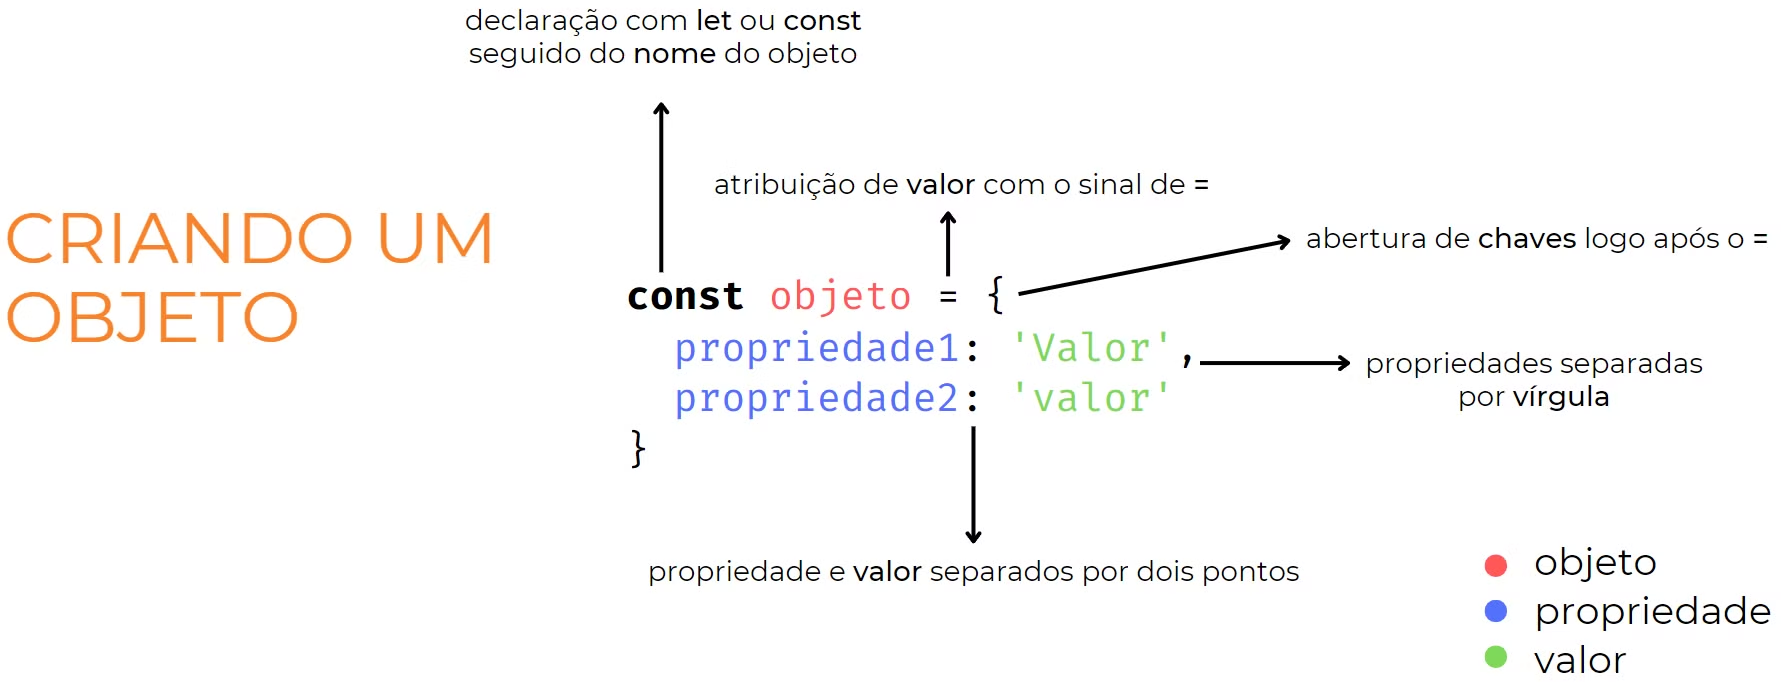 declaração com let ou const
seguido do nome do objeto
atribuição de valor com o sinal de =
CRIANDO UM
OBJETO
abertura de chaves logo após o =
const objeto = {
propriedade1: 'Valor',
propriedade2: 'valor'
}
propriedades separadas
por vírgula
propriedade e valor separados por dois pontos
objeto
propriedade
valor